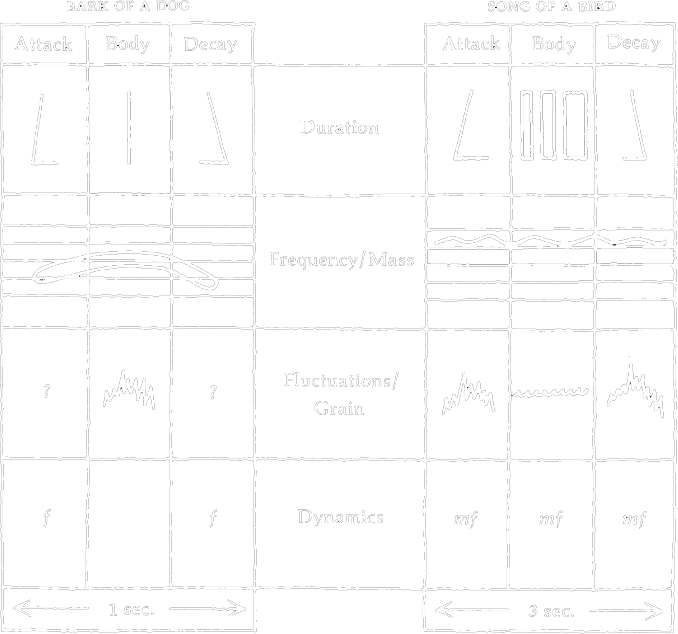 BARK OF A DOG
SONG OF A BIRD
Attack Body Decay
Attack Body Decay
Duration
Frequency/Mass
? ?
Fluctuations/
Grain
f f
Dynamics
mf mf mf
1 sec.
3 sec.